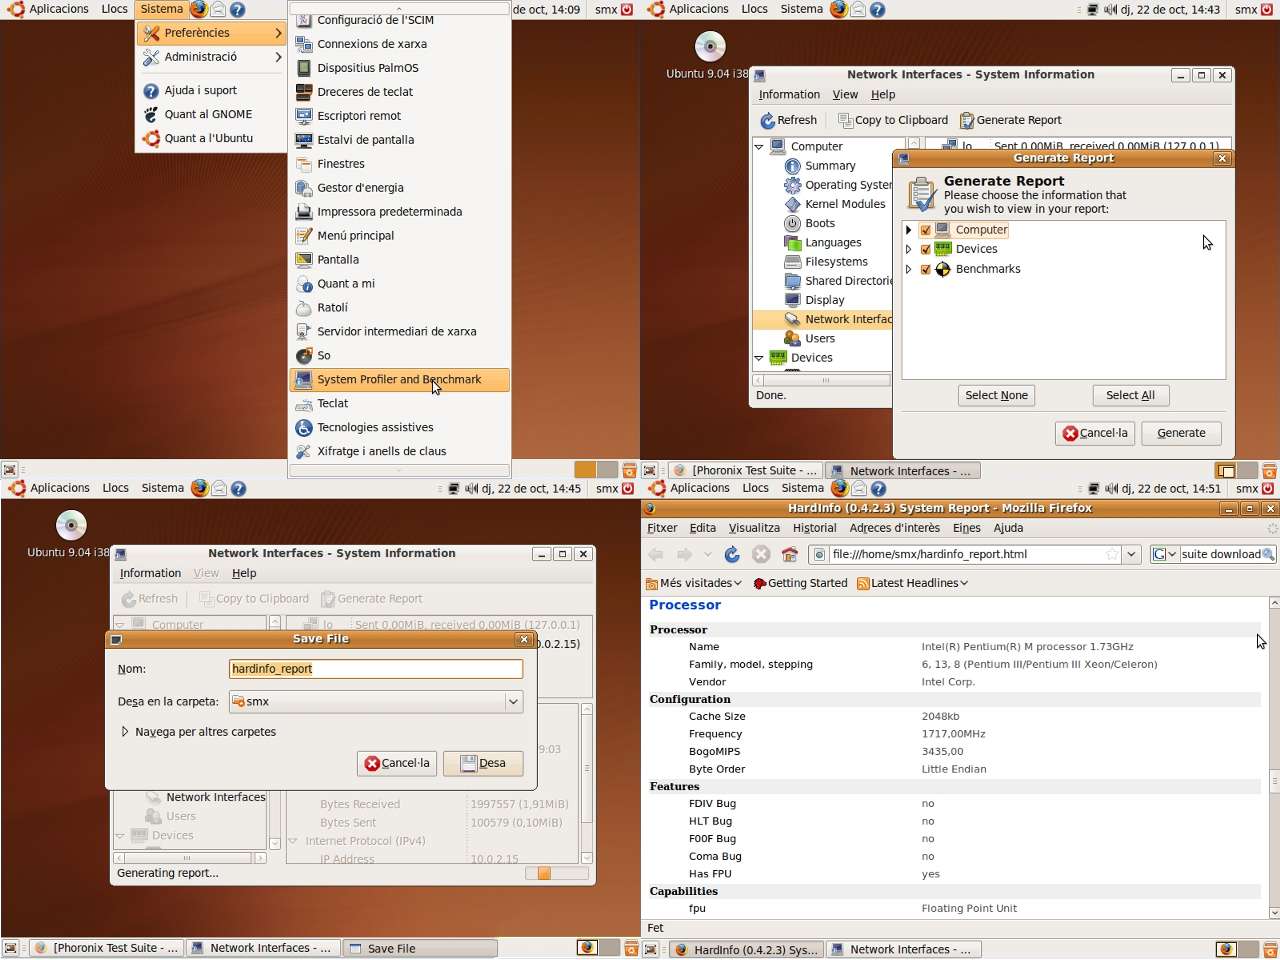 Aplicacions Llocs Sistema de oct, 14:09 smx
Preferències
Administració
Ajuda i suport
Quant al GNOME
Quant a l'Ubuntu
Configuració de l'SCIM
Connexions de xarxa
Dispositius PalmOS
Dreceres de teclat
Escriptori remot
Estalvi de pantalla
Finestres
Gestor d'energia
Impressora predeterminada
Menú principal
Pantalla
Quant a mi
Ratolí
Servidor intermediari de xarxa
So
System Profiler and Benchmark
Teclat
Tecnologies assistives
Xifratge i anells de claus
Aplicacions Llocs Sistema dj, 22 de oct, 14:43 smx
Ubuntu 9.04 i38
Network Interfaces - System Information
Information View Help
Refresh Copy to Clipboard Generate Report
Computer
Summary
Operating System
Kernel Modules
Boots
Languages
Filesystems
Shared Directorie
Display
Network Interfac
Users
Devices
Done.
lo Sent 0,00MiB, received 0,00MiB (127.0.0.1)
Generate Report
Generate Report
Please choose the information that
you wish to view in your report:
Computer
Devices
Benchmarks
Select None Select All
Cancel·la Generate
[Phoronix Test Suite - ... Network Interfaces - ...
Aplicacions Llocs Sistema dj, 22 de oct, 14:45 smx
Ubuntu 9.04 i38
Network Interfaces - System Information
Information View Help
Refresh Copy to Clipboard Generate Report
Computer lo Sent 0,00MiB, received 0,00MiB (127.0.0.1)
0.2.15)
Save File
Nom: hardinfo_report
Desa en la carpeta: smx
Navega per altres carpetes
9:03
Cancel·la Desa
Network Interfaces
Users
Devices
Bytes Received 1997557 (1,91MiB)
Bytes Sent 100579 (0,10MiB)
Internet Protocol (IPv4)
IP Address 10.0.2.15
Generating report...
[Phoronix Test Suite - ... Network Interfaces - ... Save File
Aplicacions Llocs Sistema dj, 22 de oct, 14:51 smx
HardInfo (0.4.2.3) System Report - Mozilla Firefox
Fitxer Edita Visualitza Historial Adreces d'interès Eines Ajuda
file:///home/smx/hardinfo_report.html suite download
Més visitades Getting Started Latest Headlines
Processor
Processor
Name Intel(R) Pentium(R) M processor 1.73GHz
Family, model, stepping 6, 13, 8 (Pentium III/Pentium III Xeon/Celeron)
Vendor Intel Corp.
Configuration
Cache Size 2048kb
Frequency 1717,00MHz
BogoMIPS 3435,00
Byte Order Little Endian
Features
FDIV Bug no
HLT Bug no
F00F Bug no
Coma Bug no
Has FPU yes
Capabilities
fpu Floating Point Unit
Fet
HardInfo (0.4.2.3) Sys... Network Interfaces - ...